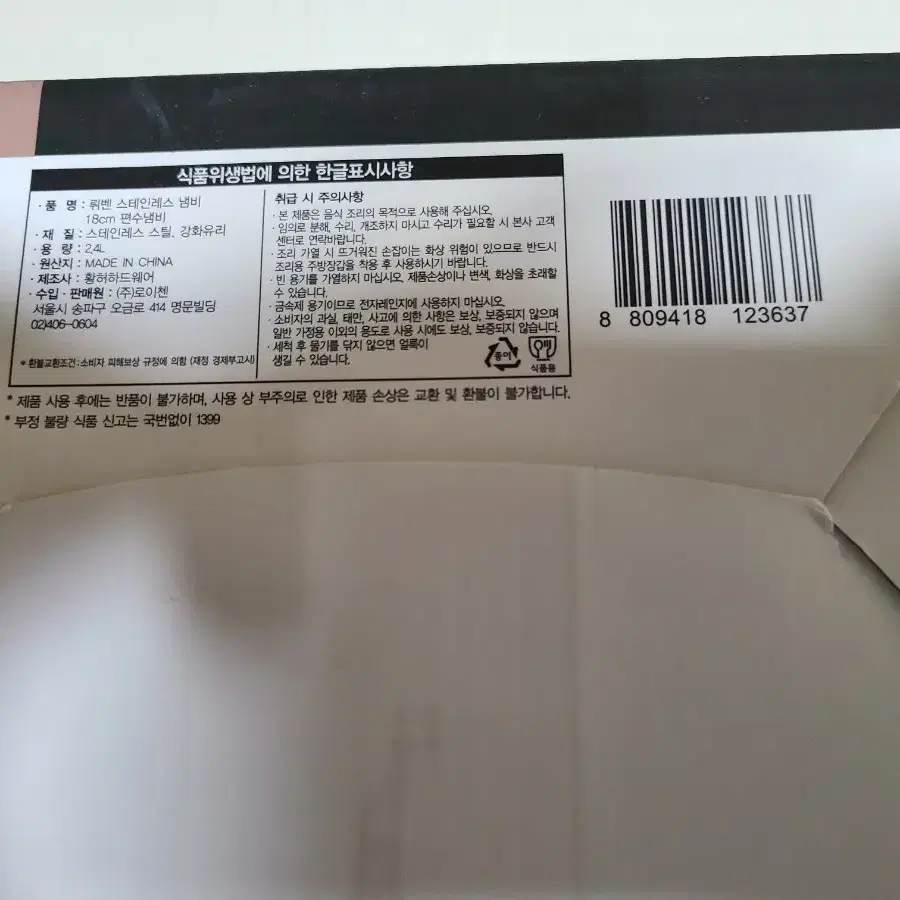 식품위생법에 의한 한글표시사항
· 품 명 : 뤼벤 스테인레스 냄비
18cm 편수냄비
· 재 질 : 스테인레스 스틸, 강화유리
· 용 량 : 2.4L
· 원산지 : MADE IN CHINA
· 제조사 : 황허하드웨어
· 수입 · 판매원 : (주)로이첸
서울시 송파구 오금로 414 명문빌딩
02)406-0604
* 환불교환조건:소비자 피해보상 규정에 의함 (재정 경제부고시)
취급 시 주의사항
· 본 제품은 음식 조리의 목적으로 사용해 주십시오.
· 임의로 분해, 수리, 개조하지 마시고 수리가 필요할 시 본사 고객
센터로 연락바랍니다.
· 조리 가열 시 뜨거워진 손잡이는 화상 위험이 있으므로 반드시
조리용 주방장갑을 착용 후 사용하시기 바랍니다.
· 빈 용기를 가열하지 마십시오. 제품손상이나 변색, 화상을 초래할
수 있습니다.
· 금속제 용기이므로 전자레인지에 사용하지 마십시오.
· 소비자의 과실, 태만, 사고에 의한 사항은 보상, 보증되지 않으며
일반 가정용 이외의 용도로 사용 시에도 보상, 보증되지 않습니다.
· 세척 후 물기를 닦지 않으면 얼룩이
생길 수 있습니다.
종이
식품용
8 809418 123637
* 제품 사용 후에는 반품이 불가하며, 사용 상 부주의로 인한 제품 손상은 교환 및 환불이 불가합니다.
* 부정 불량 식품 신고는 국번없이 1399